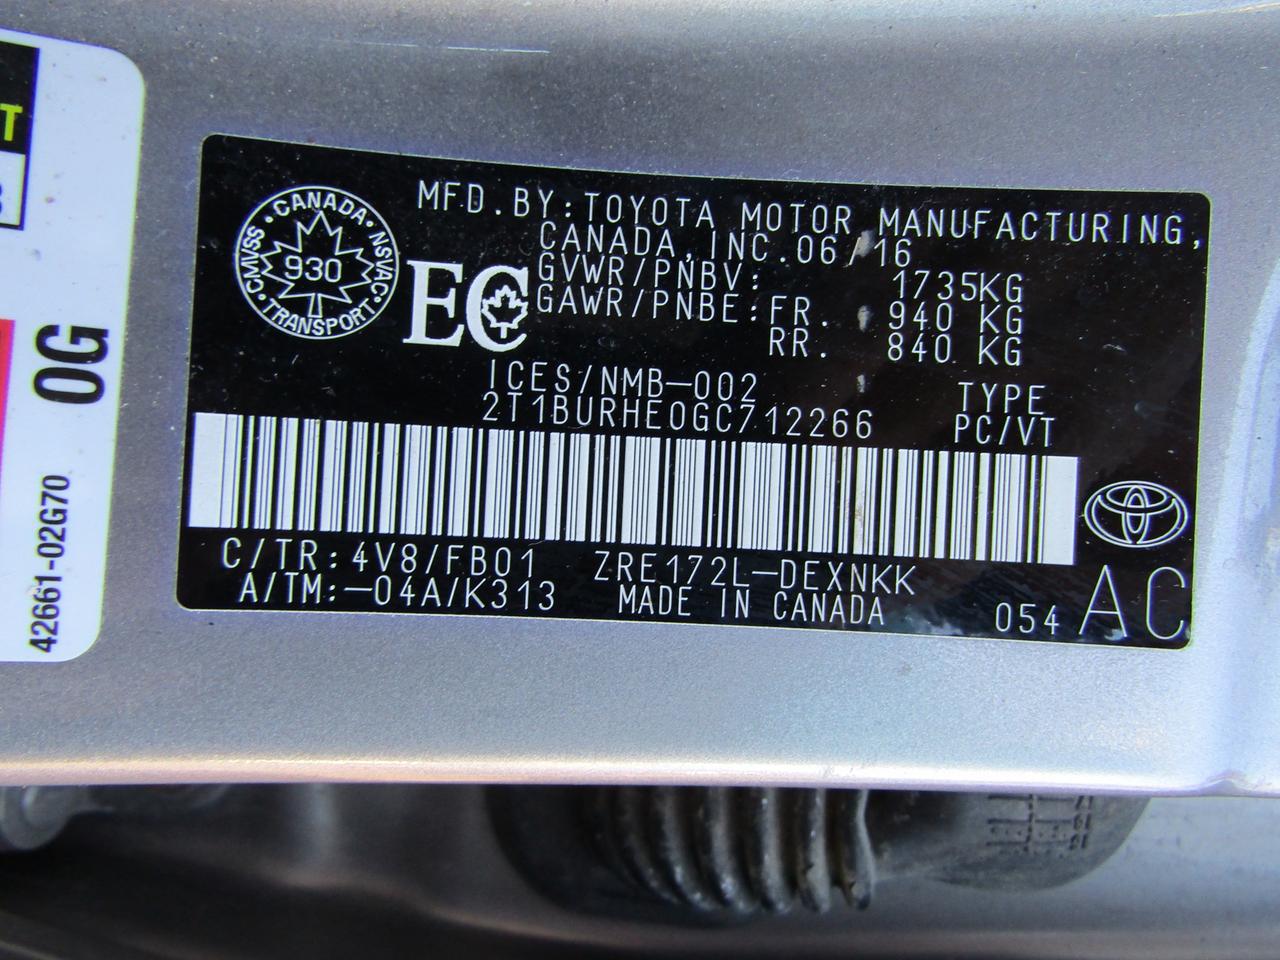 T
0G
42661-02G70
CANADA
CMVSS
NSVAC
930
TRANSPORT
EC
MFD.BY:TOYOTA MOTOR MANUFACTURING,
CANADA,INC.06/16
GVWR/PNBV: 1735KG
GAWR/PNBE:FR. 940 KG
RR. 840 KG
ICES/NMB-002 TYPE
2T1BURHE0GC712266 PC/VT
C/TR:4V8/FB01 ZRE172L-DEXNKK
A/TM:-04A/K313 MADE IN CANADA 054 AC